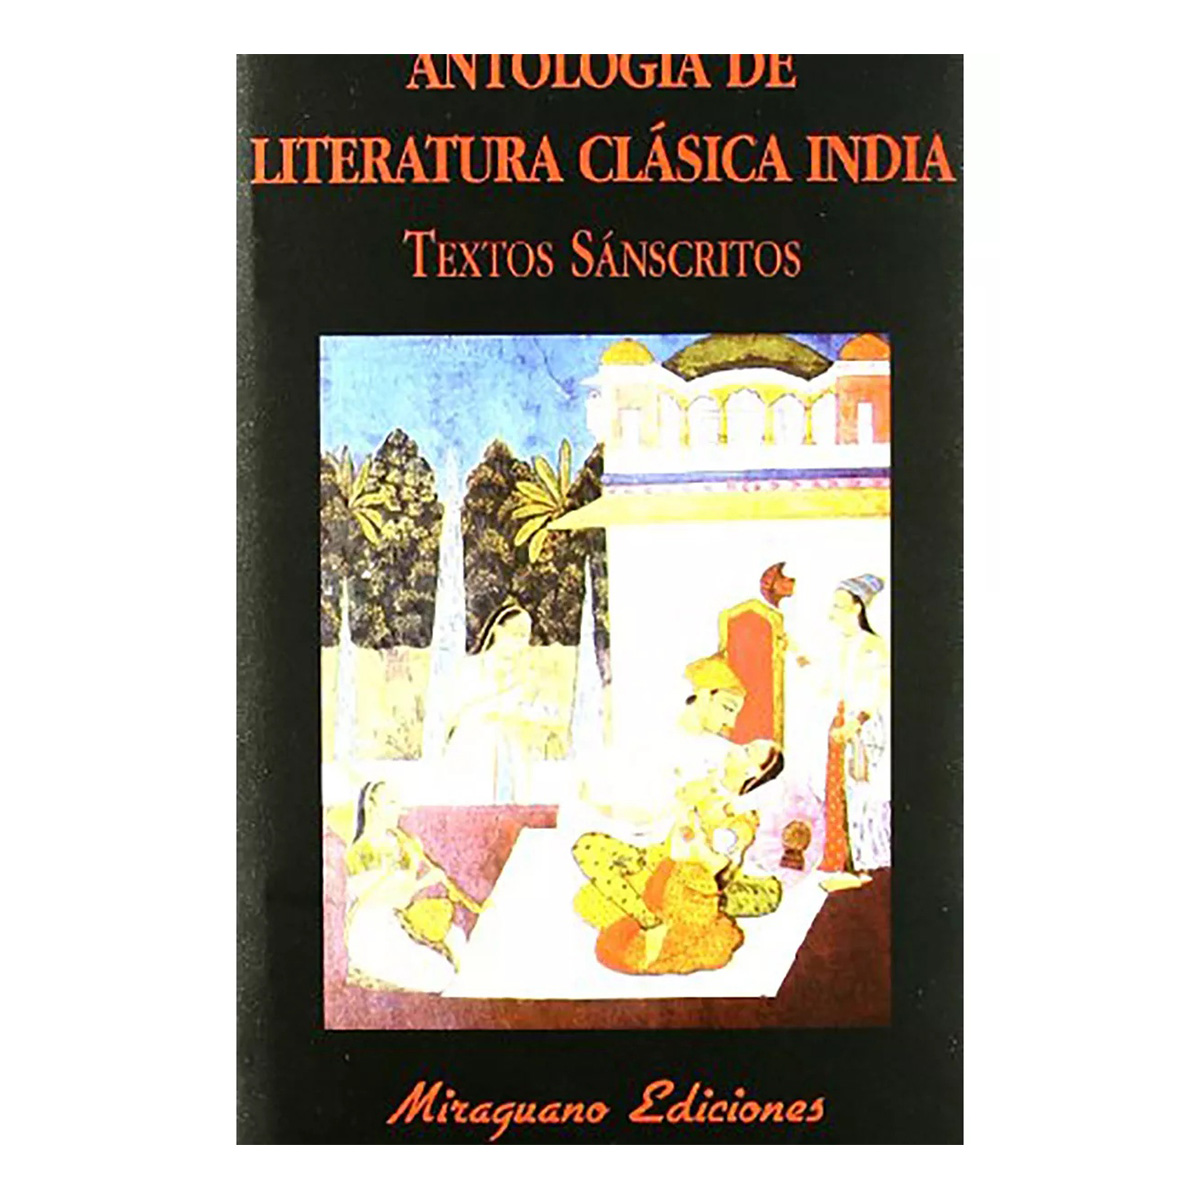 ANTOLOGÍA DE
LITERATURA CLÁSICA INDIA
TEXTOS SÁNSCRITOS
Miraguano Ediciones